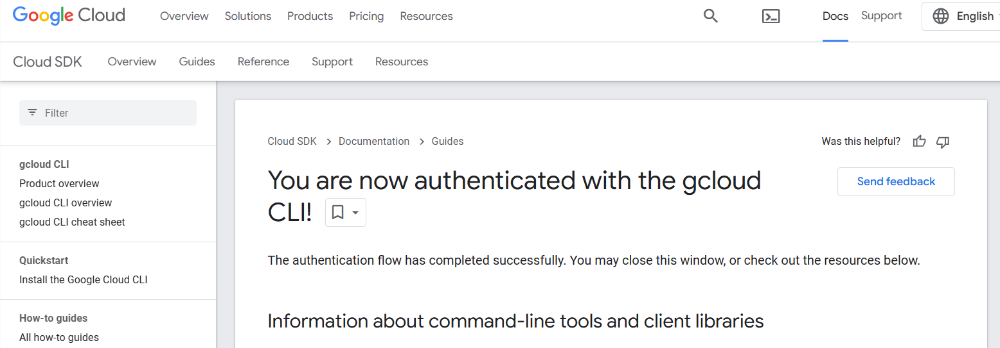 Google Cloud Overview Solutions Products Pricing Resources Docs Support English
Cloud SDK Overview Guides Reference Support Resources
Filter
gcloud CLI
Product overview
gcloud CLI overview
gcloud CLI cheat sheet
Quickstart
Install the Google Cloud CLI
How-to guides
All how-to guides
Cloud SDK > Documentation > Guides
Was this helpful?
You are now authenticated with the gcloud
CLI!
Send feedback
The authentication flow has completed successfully. You may close this window, or check out the resources below.
Information about command-line tools and client libraries